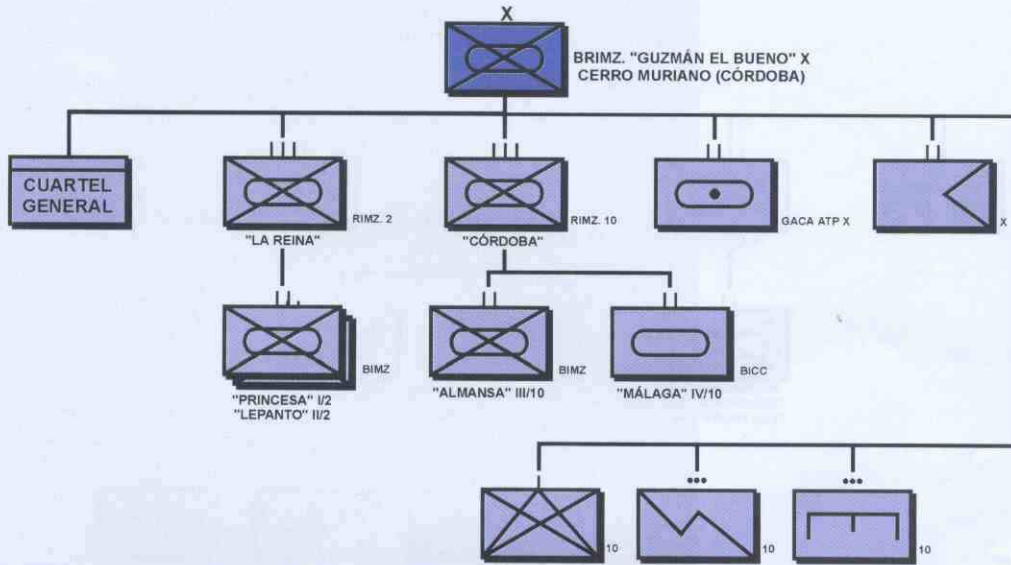 X
BRIMZ. "GUZMÁN EL BUENO" X
CERRO MURIANO (CÓRDOBA)
CUARTEL
GENERAL
RIMZ. 2
"LA REINA"
RIMZ. 10
"CÓRDOBA"
GACA ATP X
X
BIMZ
"PRINCESA" I/2
"LEPANTO" II/2
BIMZ
"ALMANSA" III/10
BICC
"MÁLAGA" IV/10
10
10
10